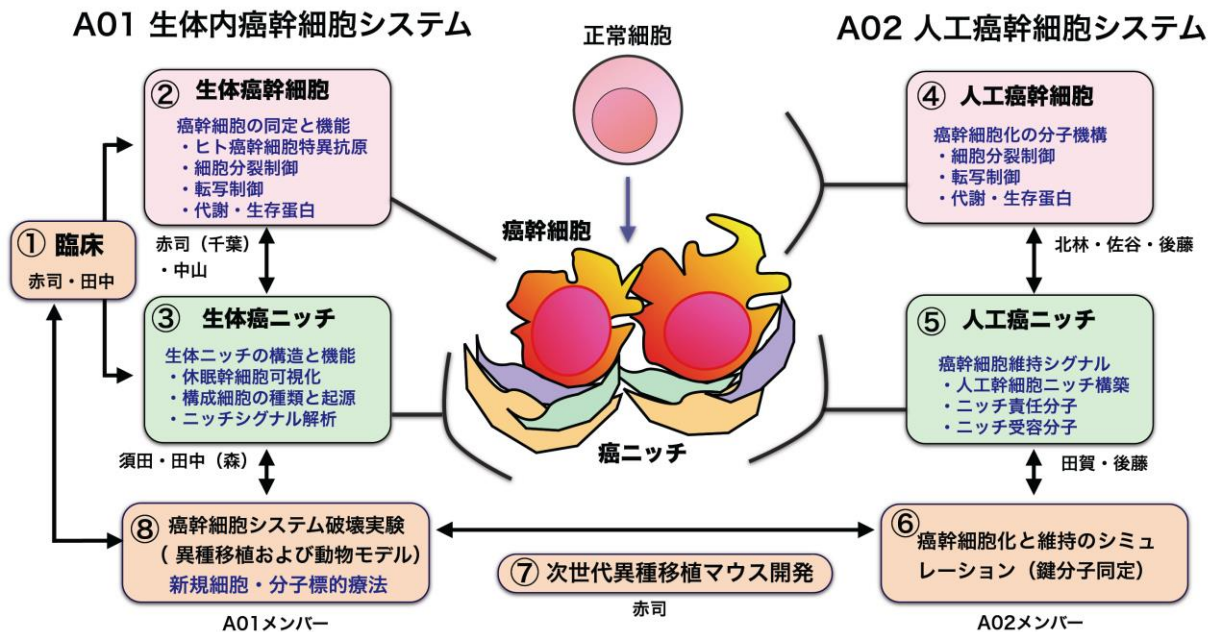 A01 生体内癌幹細胞システム
正常細胞
A02 人工癌幹細胞システム
② 生体癌幹細胞
癌幹細胞の同定と機能
・ヒト癌幹細胞特異抗原
・細胞分裂制御
・転写制御
・代謝・生存蛋白
④ 人工癌幹細胞
癌幹細胞化の分子機構
・細胞分裂制御
・転写制御
・代謝・生存蛋白
① 臨床
赤司・田中
赤司（千葉）
・中山
癌幹細胞
北林・佐谷・後藤
③ 生体癌ニッチ
生体ニッチの構造と機能
・休眠幹細胞可視化
・構成細胞の種類と起源
・ニッチシグナル解析
⑤ 人工癌ニッチ
癌幹細胞維持シグナル
・人工幹細胞ニッチ構築
・ニッチ責任分子
・ニッチ受容分子
癌ニッチ
須田・田中（森）
田賀・後藤
⑧ 癌幹細胞システム破壊実験
（ 異種移植および動物モデル）
新規細胞・分子標的療法
A01メンバー
⑦ 次世代異種移植マウス開発
赤司
⑥
癌幹細胞化と維持のシミュ
レーション（鍵分子同定）
A02メンバー